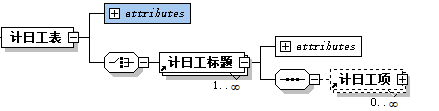 attributes
计日工表
计日工标题
attributes
1..∞
计日工项
0..∞